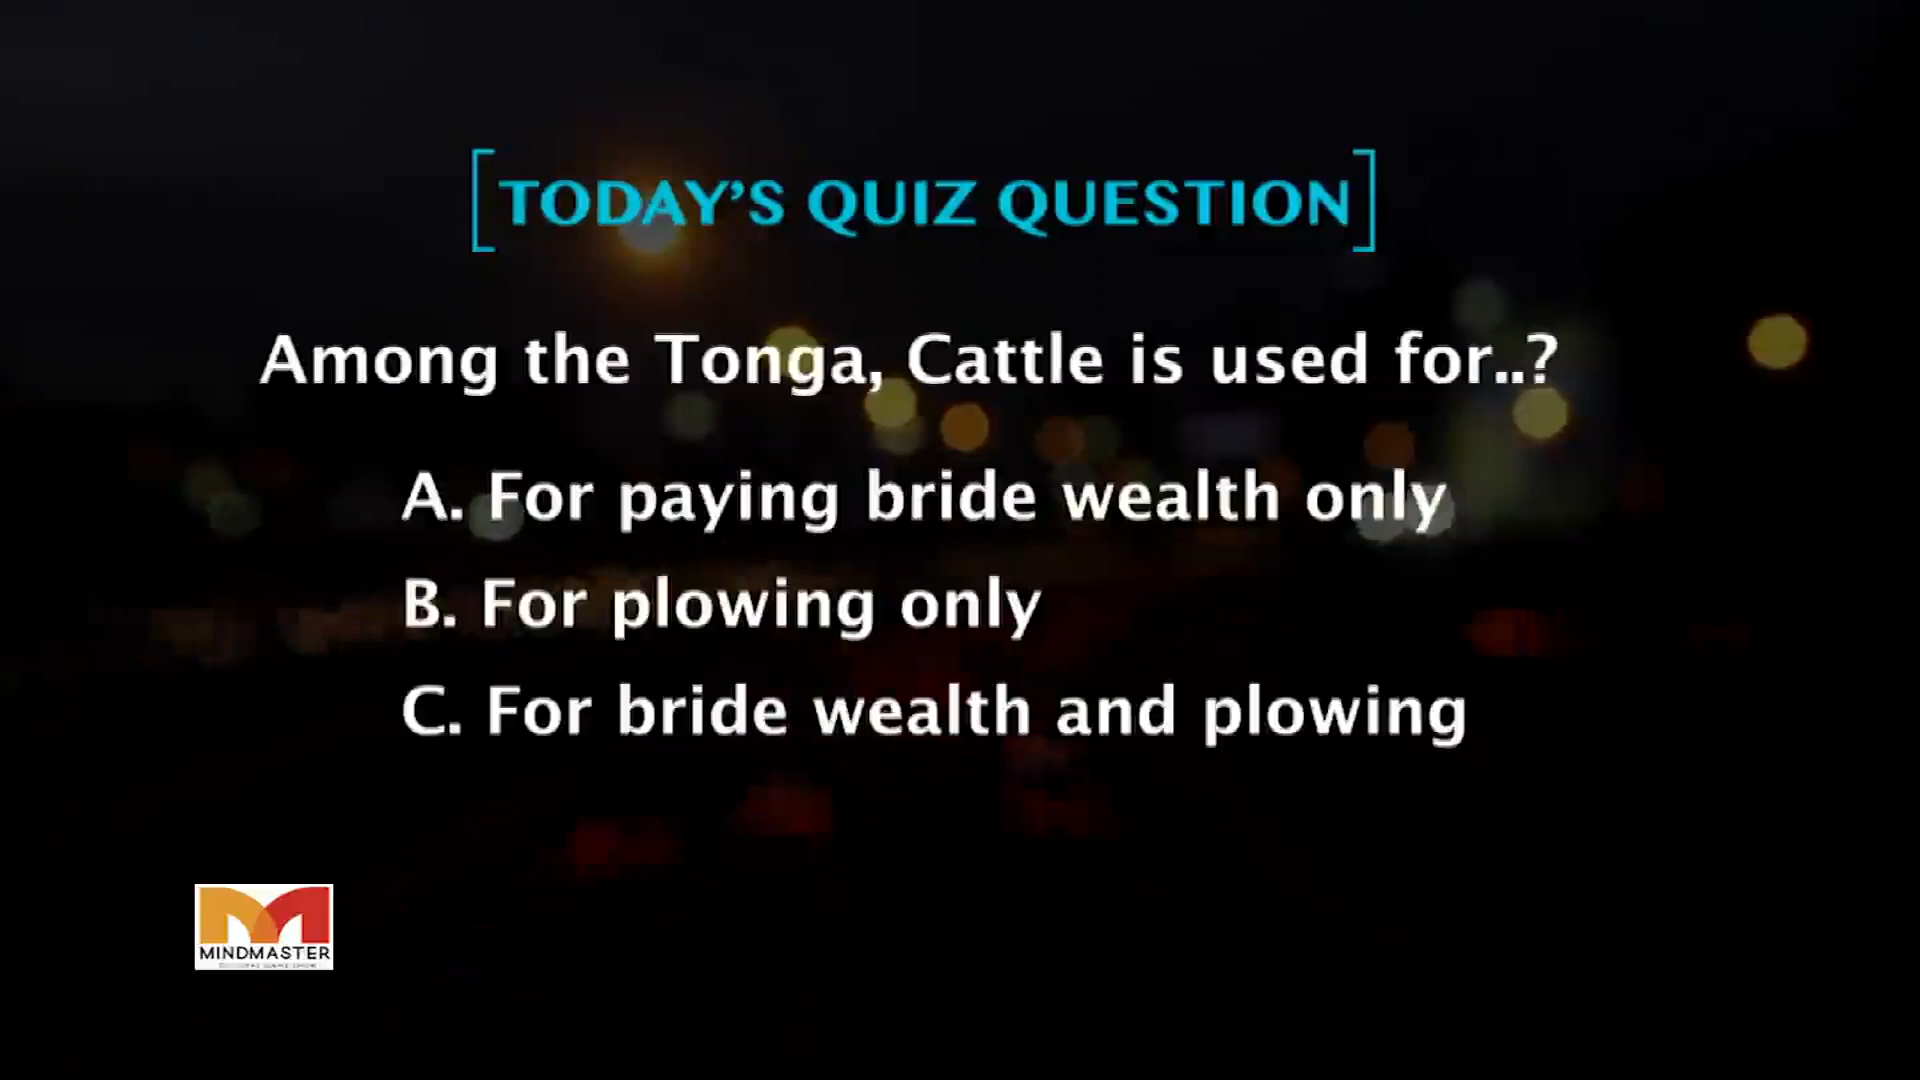 [TODAY'S QUIZ QUESTION]
Among the Tonga, Cattle is used for..?
A. For paying bride wealth only
B. For plowing only
C. For bride wealth and plowing
MINDMASTER